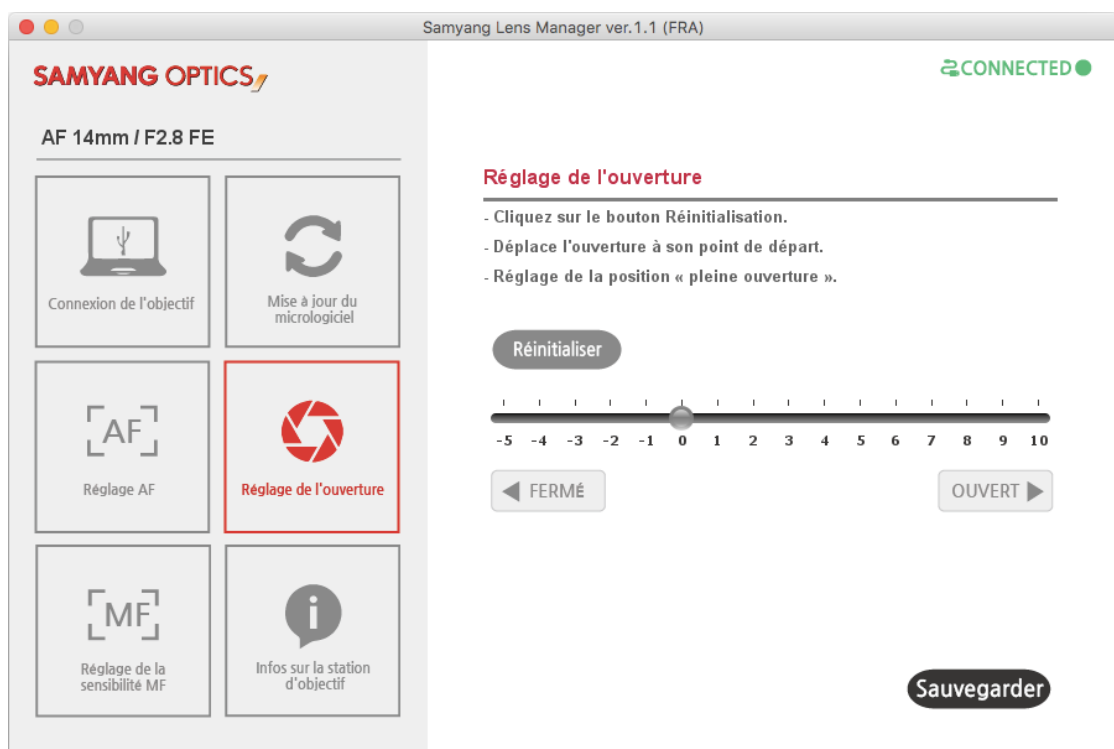 Samyang Lens Manager ver.1.1 (FRA)
SAMYANG OPTICS
CONNECTED
AF 14mm / F2.8 FE
Connexion de l'objectif
Mise à jour du
micrologiciel
AF
Réglage AF
Réglage de l'ouverture
MF
Réglage de la
sensibilité MF
i
Infos sur la station
d'objectif
Réglage de l'ouverture
- Cliquez sur le bouton Réinitialisation.
- Déplace l'ouverture à son point de départ.
- Réglage de la position « pleine ouverture ».
Réinitialiser
-5 -4 -3 -2 -1 0 1 2 3 4 5 6 7 8 9 10
FERMÉ
OUVERT
Sauvegarder